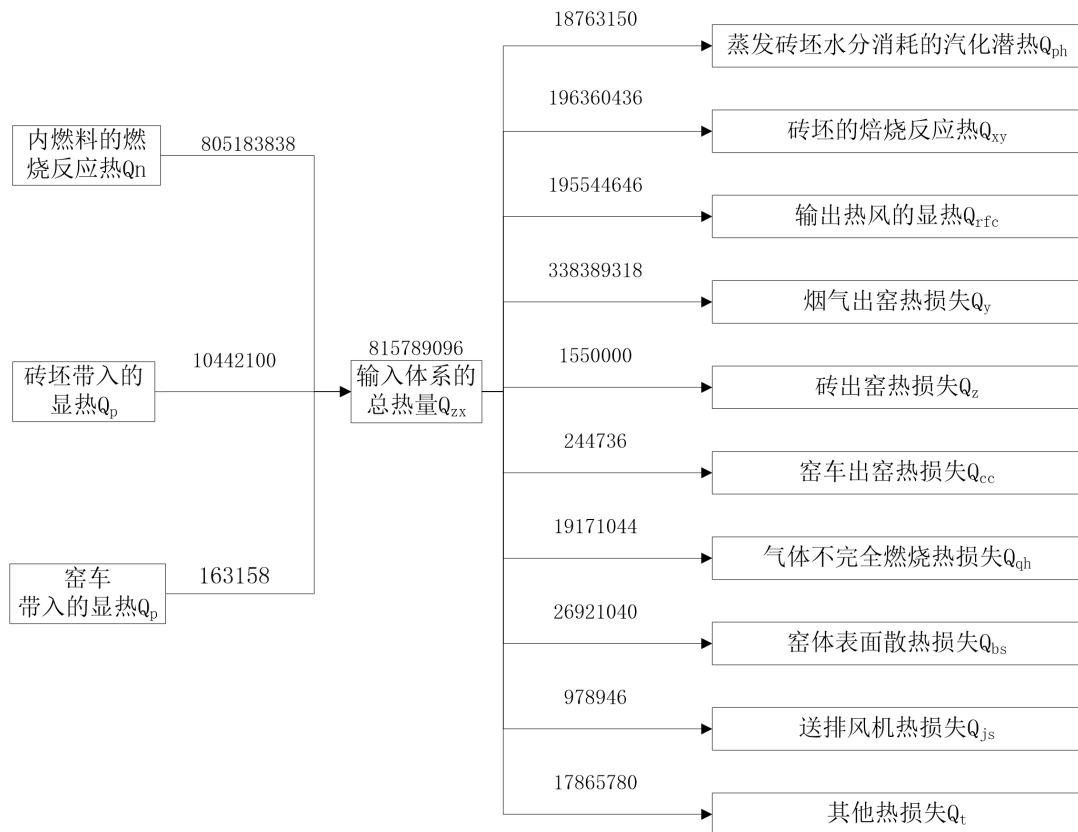 805183838
内燃料的燃
烧反应热Qn
10442100
砖坯带入的
显热Qp
163158
窑车
带入的显热Qp
815789096
输入体系的
总热量Qzx
18763150
蒸发砖坯水分消耗的汽化潜热Qph
196360436
砖坯的焙烧反应热Qxy
195544646
输出热风的显热Qrfc
338389318
烟气出窑热损失Qy
1550000
砖出窑热损失Qz
244736
窑车出窑热损失Qcc
19171044
气体不完全燃烧热损失Qqh
26921040
窑体表面散热损失Qbs
978946
送排风机热损失Qjs
17865780
其他热损失Qt